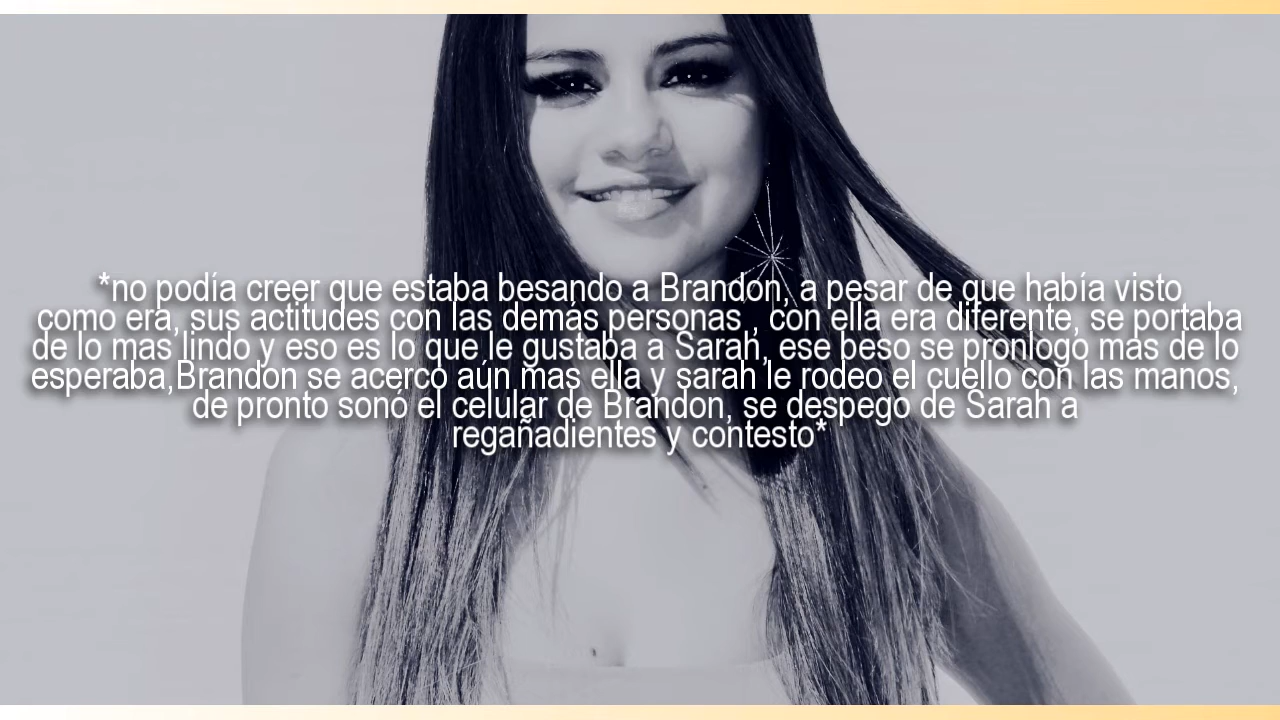 *no podía creer que estaba besando a Brandon, a pesar de que había visto
como era, sus actitudes con las demás personas , con ella era diferente, se portaba
de lo mas lindo y eso es lo que le gustaba a Sarah, ese beso se pronlogo mas de lo
esperaba,Brandon se acerco aún mas ella y sarah le rodeo el cuello con las manos,
de pronto sonó el celular de Brandon, se despego de Sarah a
regañadientes y contesto*